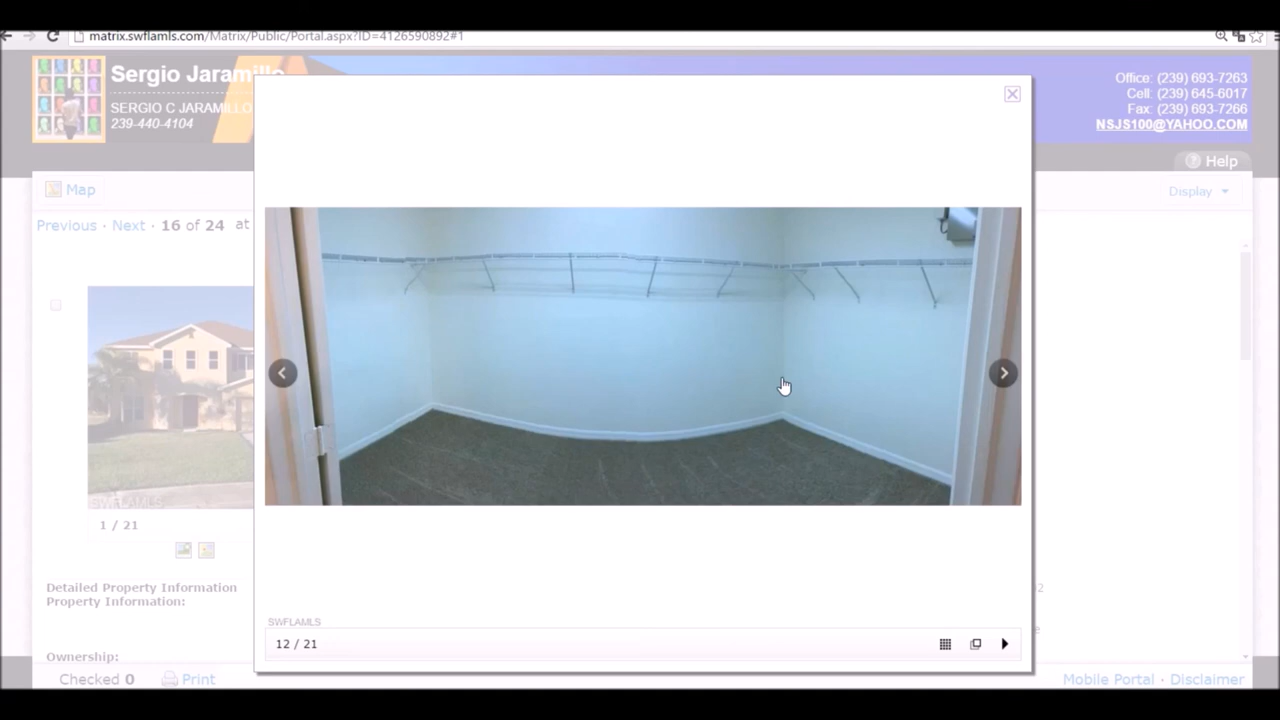 matrix.swflamls.com/Matrix/Public/Portal.aspx?ID=4126590892#1
Sergio Jaramillo
SERGIO C JARAMILLO
239-440-4104
Office: (239) 693-7263
Cell: (239) 645-6017
Fax: (239) 693-7266
NSJS100@YAHOO.COM
? Help
Map
Display
Previous · Next · 16 of 24 at
SWFLAMLS
1 / 21
Detailed Property Information
Property Information:
Ownership:
SWFLAMLS
12 / 21
Checked 0
Print
Mobile Portal · Disclaimer